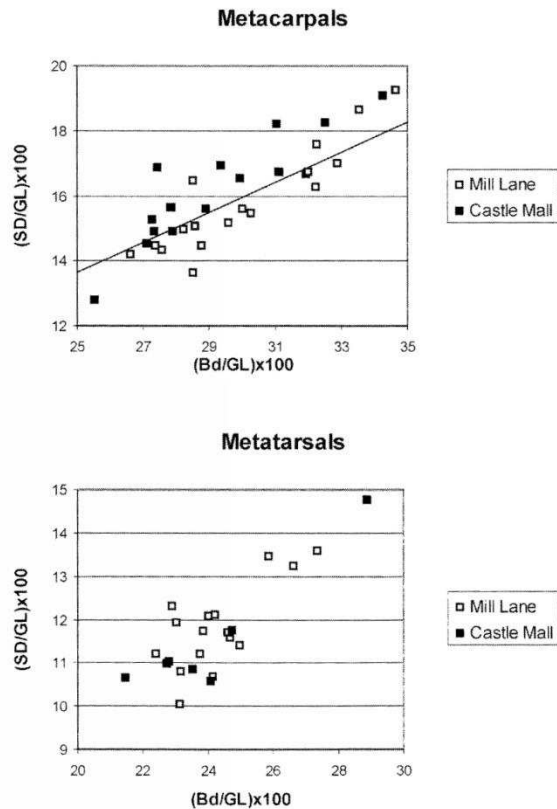 Metacarpals
20
18
16
14
12
(SD/GL)x100
25 27 29 31 33 35
(Bd/GL)x100
Mill Lane
Castle Mall
Metatarsals
15
14
13
12
11
10
9
(SD/GL)x100
20 22 24 26 28 30
(Bd/GL)x100
Mill Lane
Castle Mall